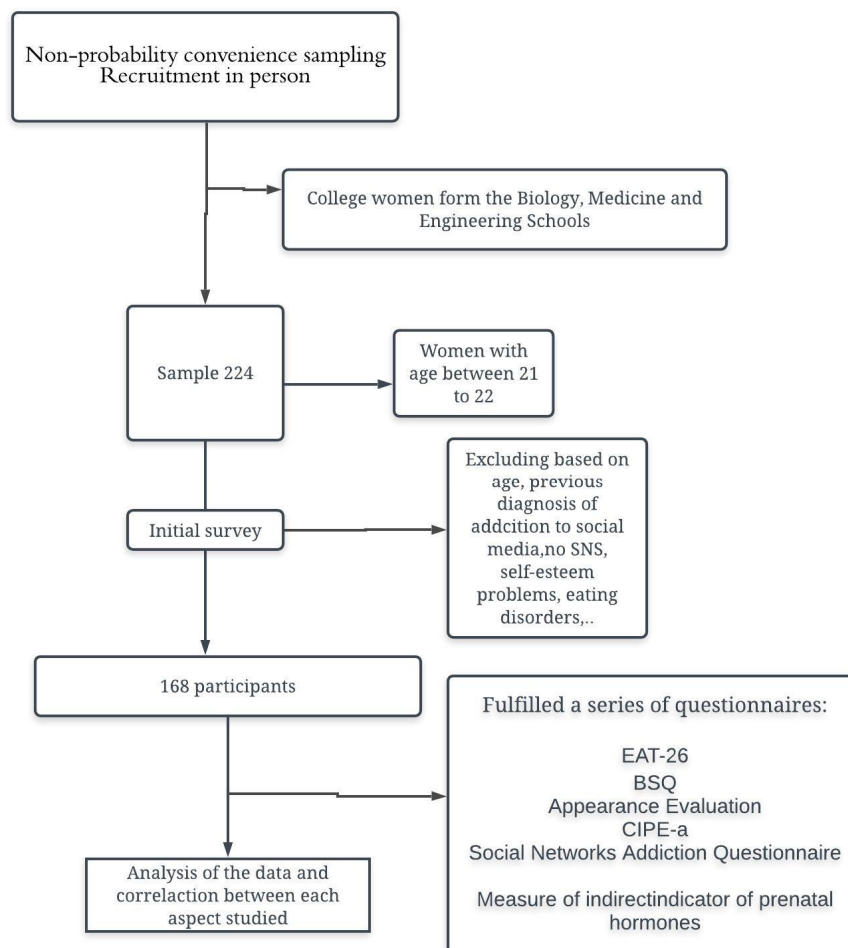 Non-probability convenience sampling
Recruitment in person
College women form the Biology, Medicine and
Engineering Schools
Sample 224
Women with
age between 21
to 22
Initial survey
Excluding based on
age, previous
diagnosis of
addcition to social
media,no SNS,
self-esteem
problems, eating
disorders,..
168 participants
Fulfilled a series of questionnaires:
EAT-26
BSQ
Appearance Evaluation
CIPE-a
Social Networks Addiction Questionnaire
Measure of indirectindicator of prenatal
hormones
Analysis of the data and
correlaction between each
aspect studied